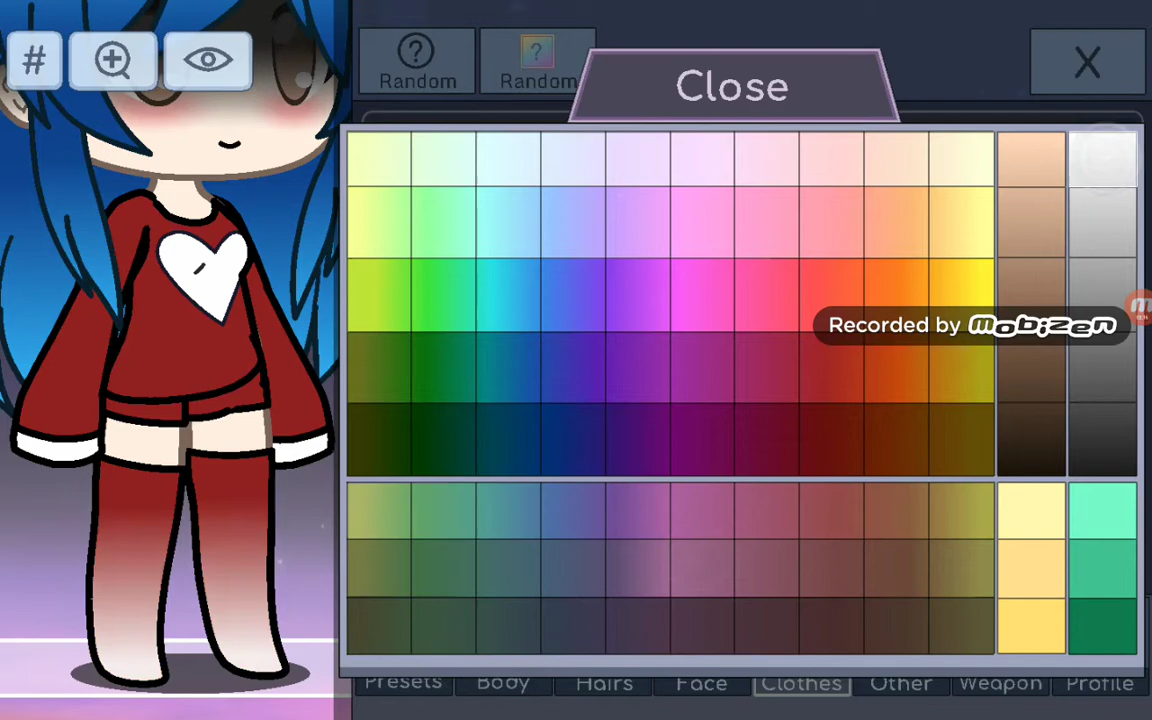 #
? Random
? Random
Close
X
Recorded by mobizen
Presets
Body
Hairs
Face
Clothes
Other
Weapon
Profile